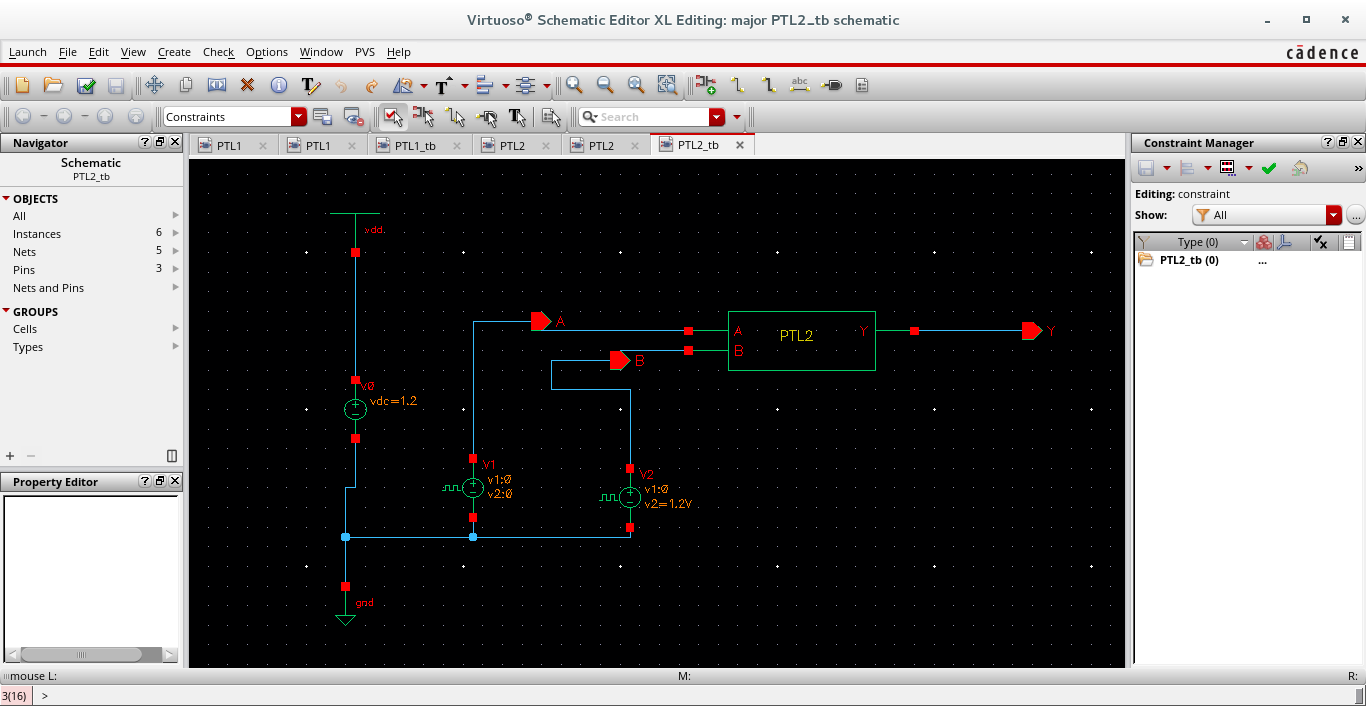 Virtuoso® Schematic Editor XL Editing: major PTL2_tb schematic
Launch File Edit View Create Check Options Window PVS Help
cādence
abc
Constraints
Search
Navigator
Schematic
PTL2_tb
OBJECTS
All
Instances 6
Nets 5
Pins 3
Nets and Pins
GROUPS
Cells
Types
Property Editor
PTL1 PTL1 PTL1_tb PTL2 PTL2 PTL2_tb
vdd
A
A
B
PTL2
Y
Y
B
V0
vdc=1.2
V1
v1:0
v2:0
V2
v1:0
v2=1.2V
gnd
Constraint Manager
Editing: constraint
Show: All
...
Type (0)
PTL2_tb (0) ...
mouse L: M: R:
3(16) >